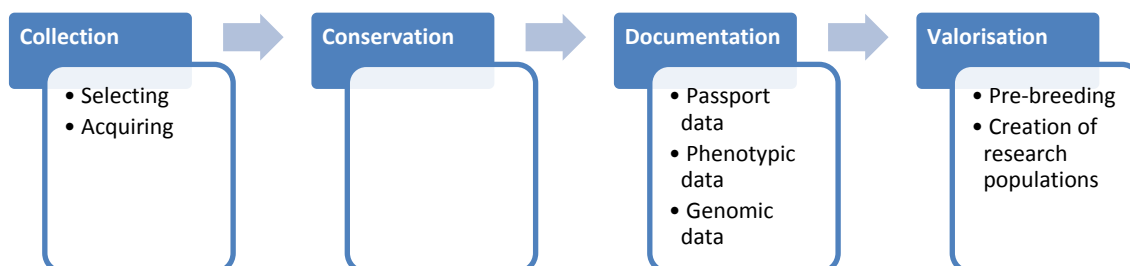 Collection
• Selecting
• Acquiring
Conservation
Documentation
• Passport
data
• Phenotypic
data
• Genomic
data
Valorisation
• Pre-breeding
• Creation of
research
populations